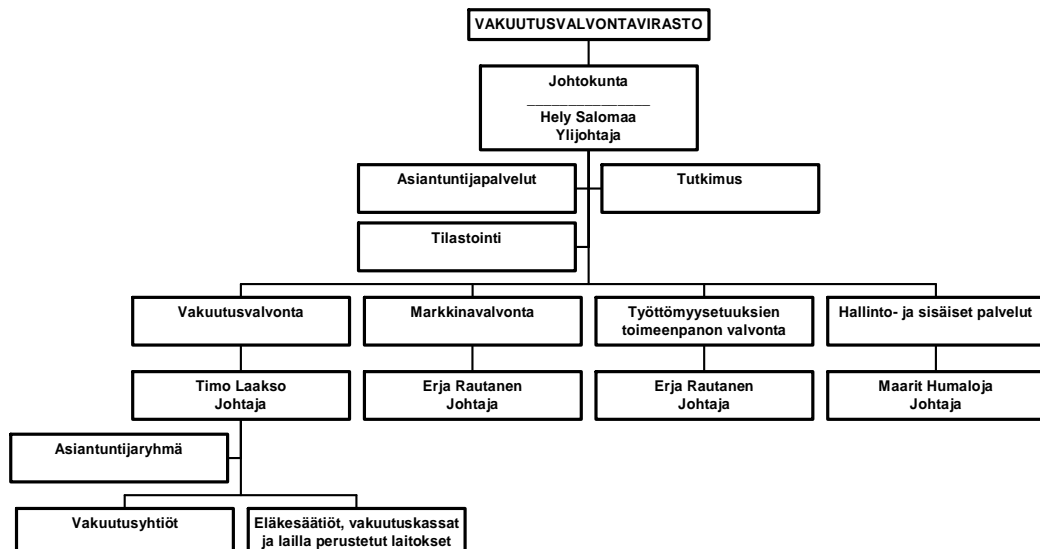 VAKUUTUSVALVONTAVIRASTO
Johtokunta
_______________
Hely Salomaa
Ylijohtaja
Asiantuntijapalvelut
Tutkimus
Tilastointi
Vakuutusvalvonta
Markkinavalvonta
Työttömyysetuuksien
toimeenpanon valvonta
Hallinto- ja sisäiset palvelut
Timo Laakso
Johtaja
Erja Rautanen
Johtaja
Erja Rautanen
Johtaja
Maarit Humaloja
Johtaja
Asiantuntijaryhmä
Vakuutusyhtiöt
Eläkesäätiöt, vakuutuskassat
ja lailla perustetut laitokset